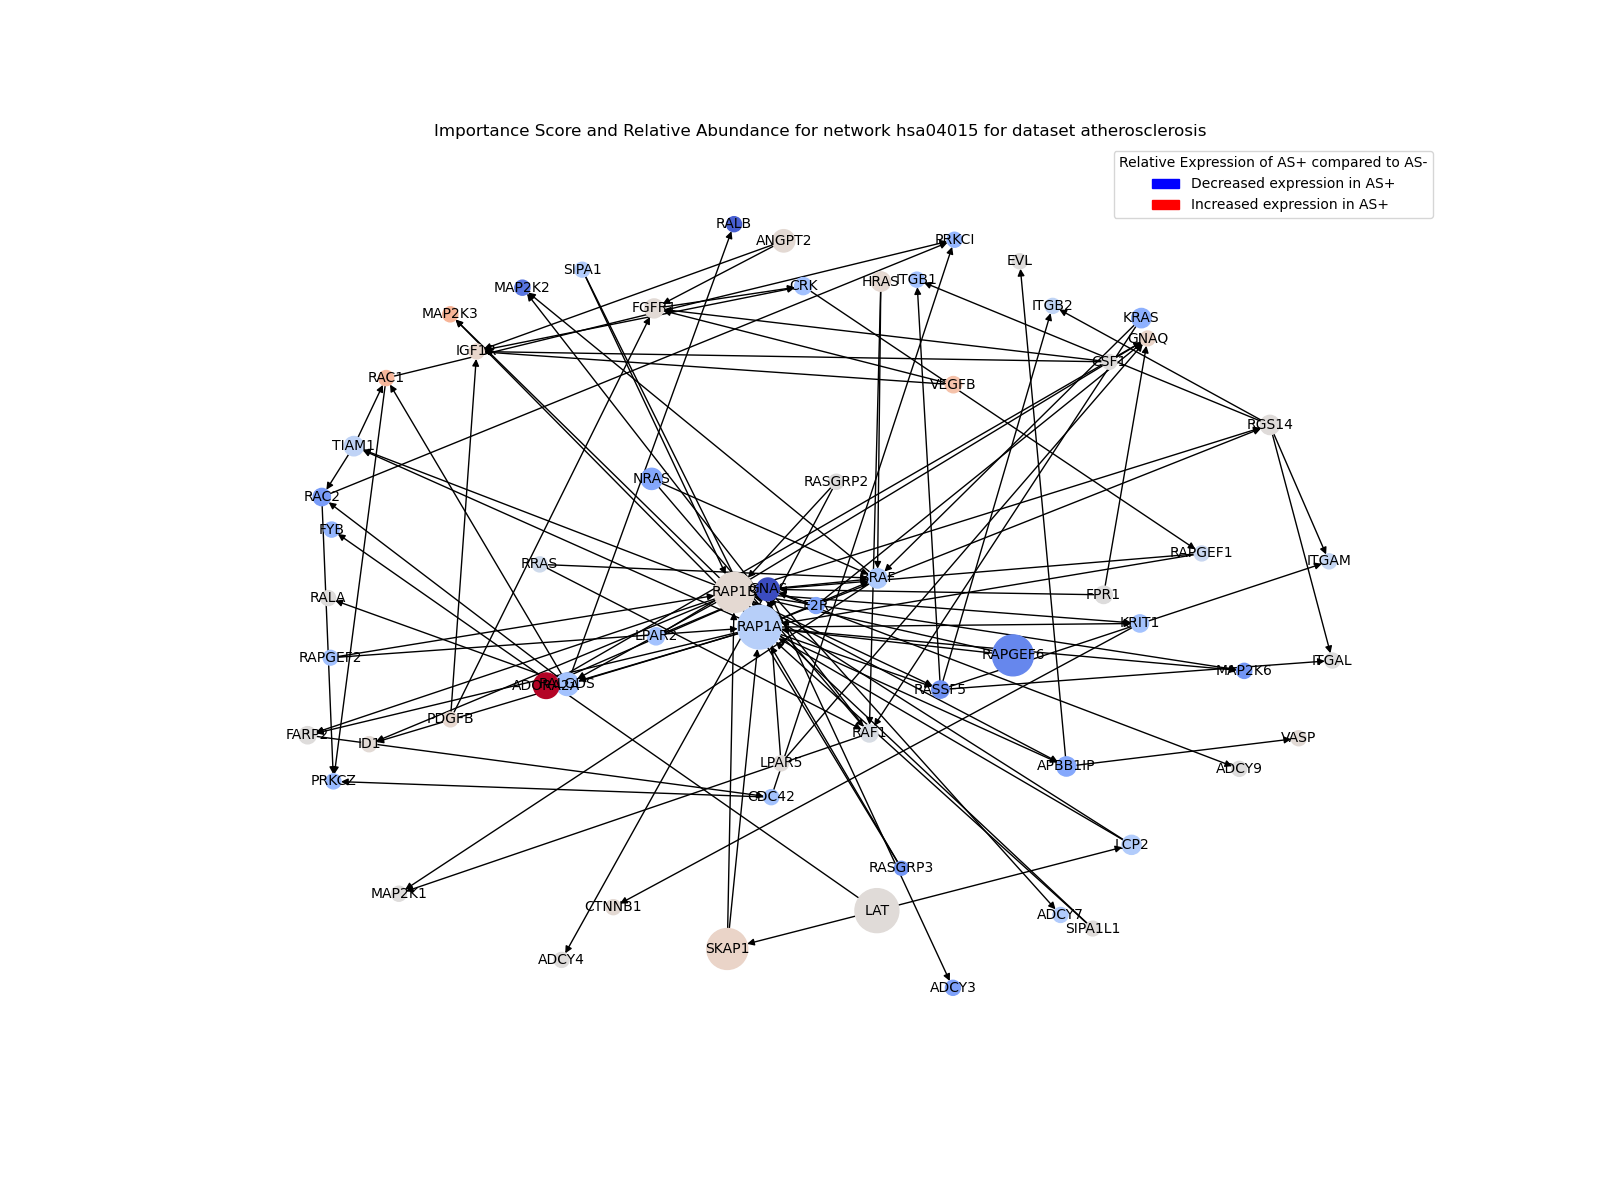 Importance Score and Relative Abundance for network hsa04015 for dataset atherosclerosis
Relative Expression of AS+ compared to AS-
Decreased expression in AS+
Increased expression in AS+
RALB
ANGPT2
PRKCI
EVL
SIPA1
MAP2K2
CRK
HRAS
ITGB1
ITGB2
MAP2K3
FGFR1
KRAS
GNAQ
IGF1
CSF1
RAC1
VEGFB
RGS14
TIAM1
NRAS
RASGRP2
RAC2
FYB
RAPGEF1
ITGAM
RRAS
BRAF
RAP1B
GNAS
FPR1
RALA
F2R
RAP1A
KRIT1
LPAR2
RAPGEF2
RAPGEF6
ITGAL
MAP2K6
ADORA2A
RALGDS
RASSF5
PDGFB
FARP2
ID1
RAF1
VASP
LPAR5
APBB1IP
ADCY9
PRKCZ
CDC42
LCP2
RASGRP3
MAP2K1
CTNNB1
LAT
ADCY7
SIPA1L1
SKAP1
ADCY4
ADCY3